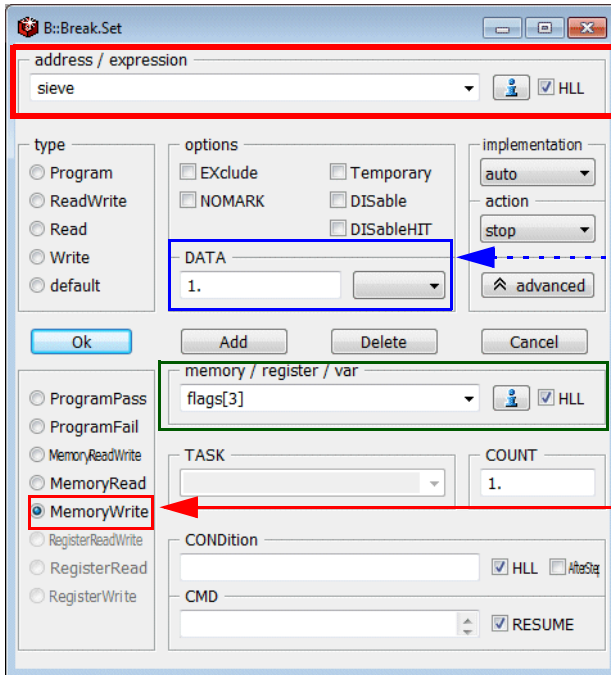 B::Break.Set
address / expression
sieve
HLL
type
options
implementation
Program
EXclude
Temporary
auto
ReadWrite
NOMARK
DISable
action
Read
DISableHIT
stop
Write
DATA
default
1.
advanced
Ok
Add
Delete
Cancel
memory / register / var
ProgramPass
flags[3]
HLL
ProgramFail
MemoryReadWrite
TASK
COUNT
MemoryRead
1.
MemoryWrite
RegisterReadWrite
CONDition
RegisterRead
HLL
AfterStep
RegisterWrite
CMD
RESUME